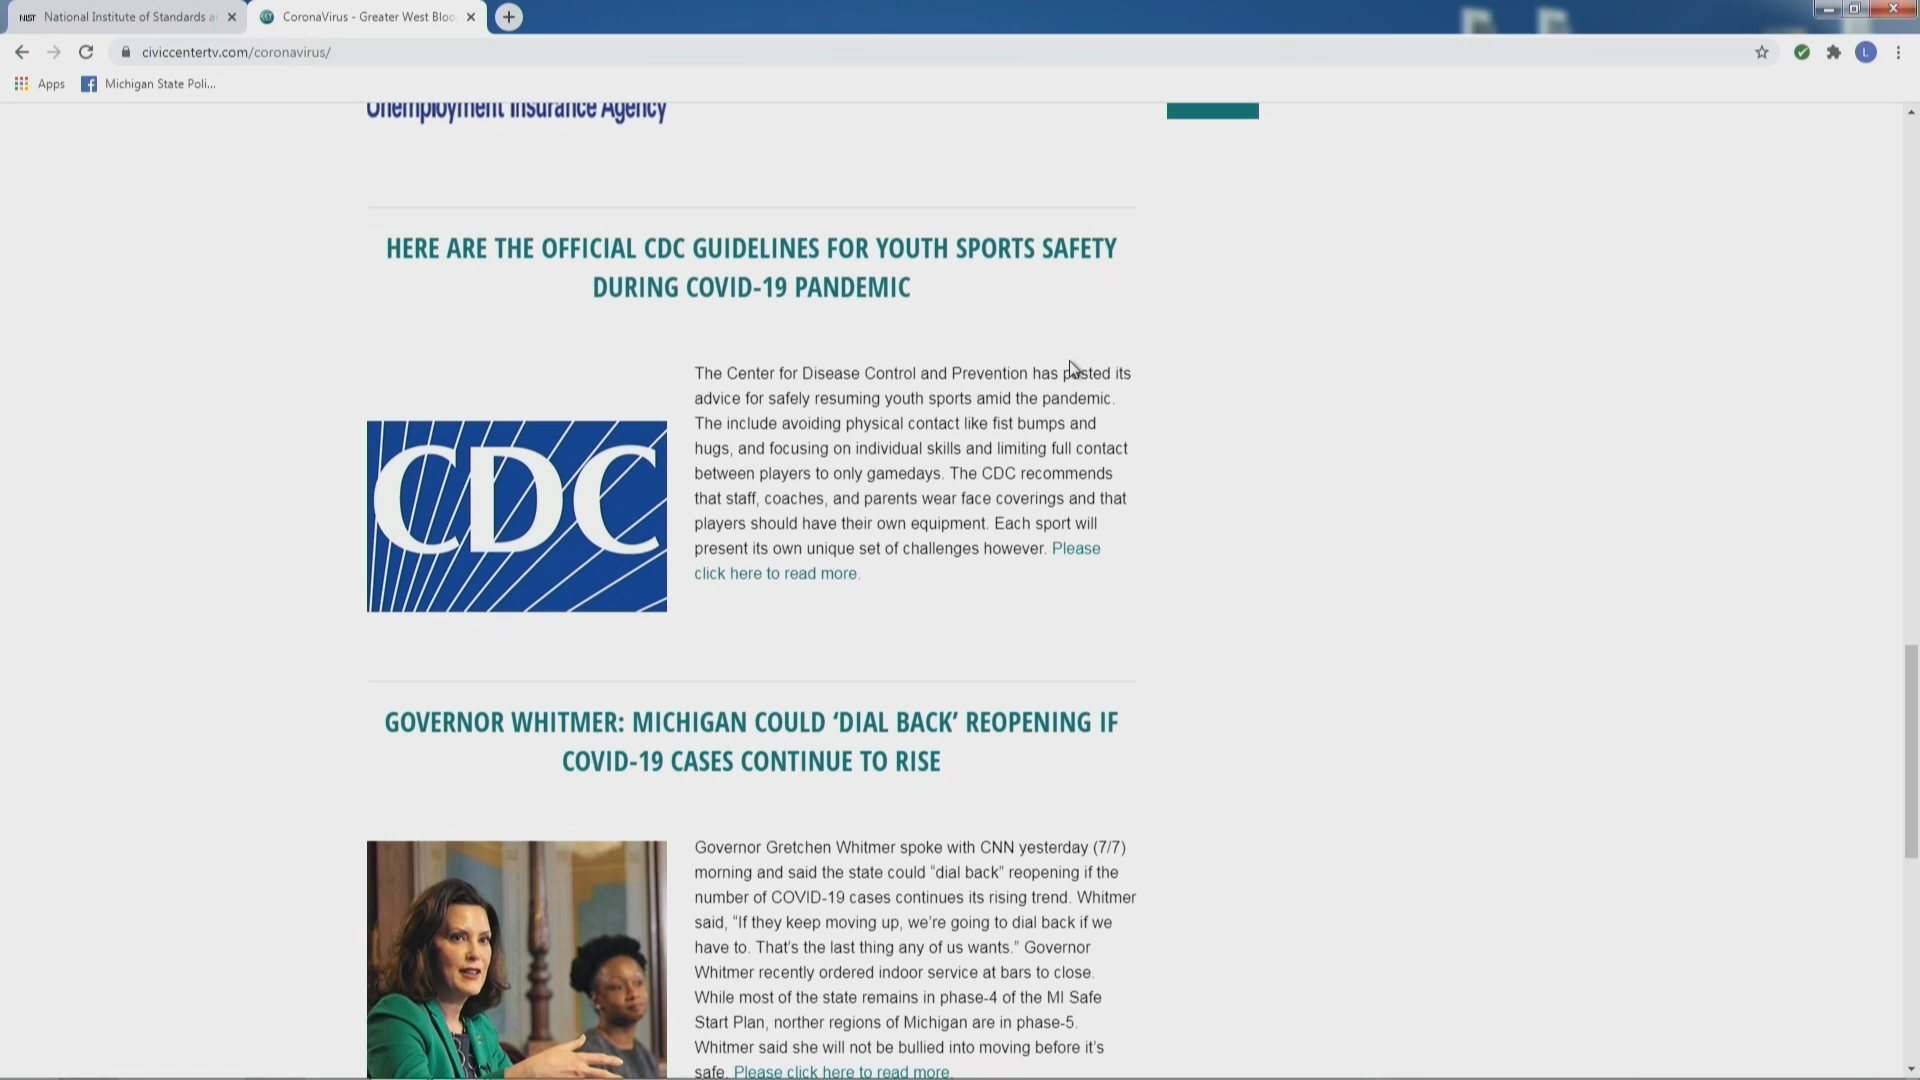 NIST National Institute of Standards a
CoronaVirus - Greater West Bloo
civiccentertv.com/coronavirus/
L
Apps
Michigan State Poli...
Unemployment Insurance Agency
HERE ARE THE OFFICIAL CDC GUIDELINES FOR YOUTH SPORTS SAFETY
DURING COVID-19 PANDEMIC
The Center for Disease Control and Prevention has posted its
advice for safely resuming youth sports amid the pandemic.
The include avoiding physical contact like fist bumps and
hugs, and focusing on individual skills and limiting full contact
between players to only gamedays. The CDC recommends
that staff, coaches, and parents wear face coverings and that
players should have their own equipment. Each sport will
present its own unique set of challenges however. Please
click here to read more.
CDC
GOVERNOR WHITMER: MICHIGAN COULD ‘DIAL BACK’ REOPENING IF
COVID-19 CASES CONTINUE TO RISE
Governor Gretchen Whitmer spoke with CNN yesterday (7/7)
morning and said the state could “dial back” reopening if the
number of COVID-19 cases continues its rising trend. Whitmer
said, “If they keep moving up, we’re going to dial back if we
have to. That’s the last thing any of us wants.” Governor
Whitmer recently ordered indoor service at bars to close.
While most of the state remains in phase-4 of the MI Safe
Start Plan, norther regions of Michigan are in phase-5.
Whitmer said she will not be bullied into moving before it’s
safe. Please click here to read more.